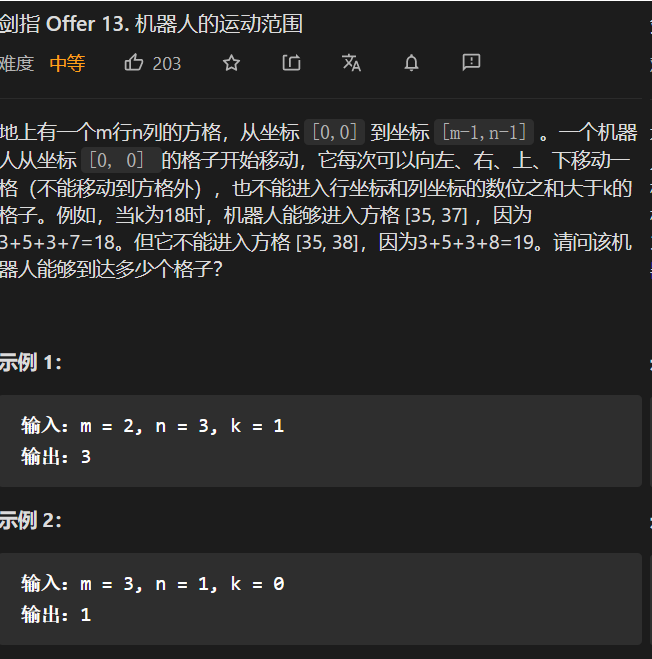 剑指 Offer 13. 机器人的运动范围
难度 中等 203
地上有一个m行n列的方格，从坐标 [0,0] 到坐标 [m-1,n-1] 。一个机器
人从坐标 [0, 0] 的格子开始移动，它每次可以向左、右、上、下移动一
格（不能移动到方格外），也不能进入行坐标和列坐标的数位之和大于k的
格子。例如，当k为18时，机器人能够进入方格 [35, 37] ，因为
3+5+3+7=18。但它不能进入方格 [35, 38]，因为3+5+3+8=19。请问该机
器人能够到达多少个格子？
示例 1：
输入：m = 2, n = 3, k = 1
输出：3
示例 2：
输入：m = 3, n = 1, k = 0
输出：1